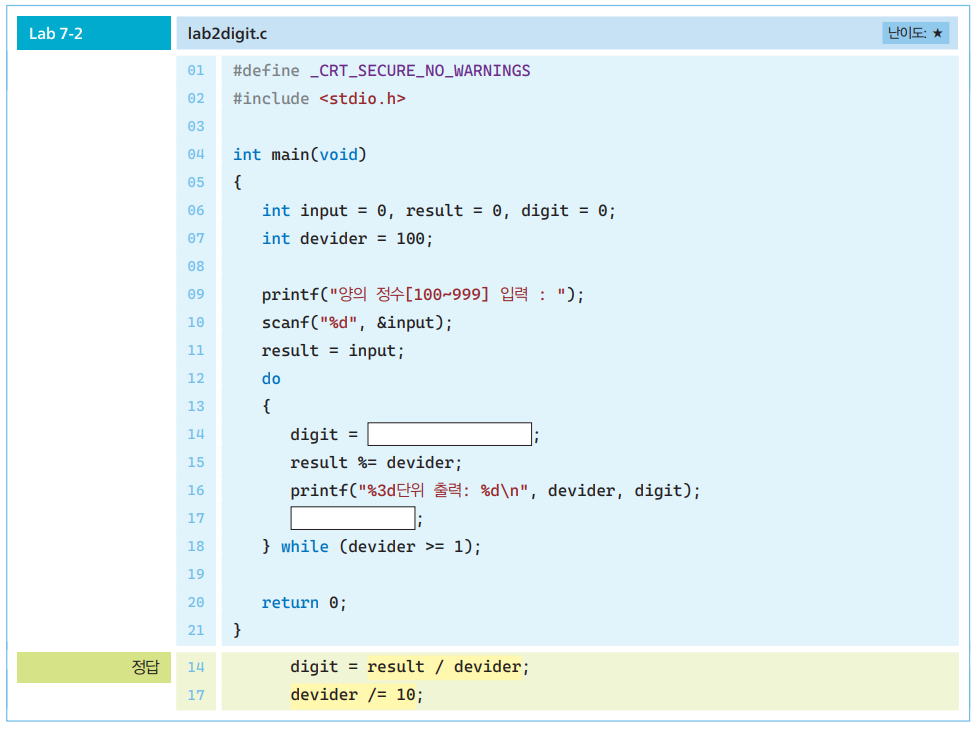 Lab 7-2 lab2digit.c 난이도: ★
01 #define _CRT_SECURE_NO_WARNINGS
02 #include <stdio.h>
03
04 int main(void)
05 {
06 int input = 0, result = 0, digit = 0;
07 int devider = 100;
08
09 printf("양의 정수[100~999] 입력 : ");
10 scanf("%d", &input);
11 result = input;
12 do
13 {
14 digit = ;
15 result %= devider;
16 printf("%3d단위 출력: %d\n", devider, digit);
17 ;
18 } while (devider >= 1);
19
20 return 0;
21 }
정답 14 digit = result / devider;
17 devider /= 10;